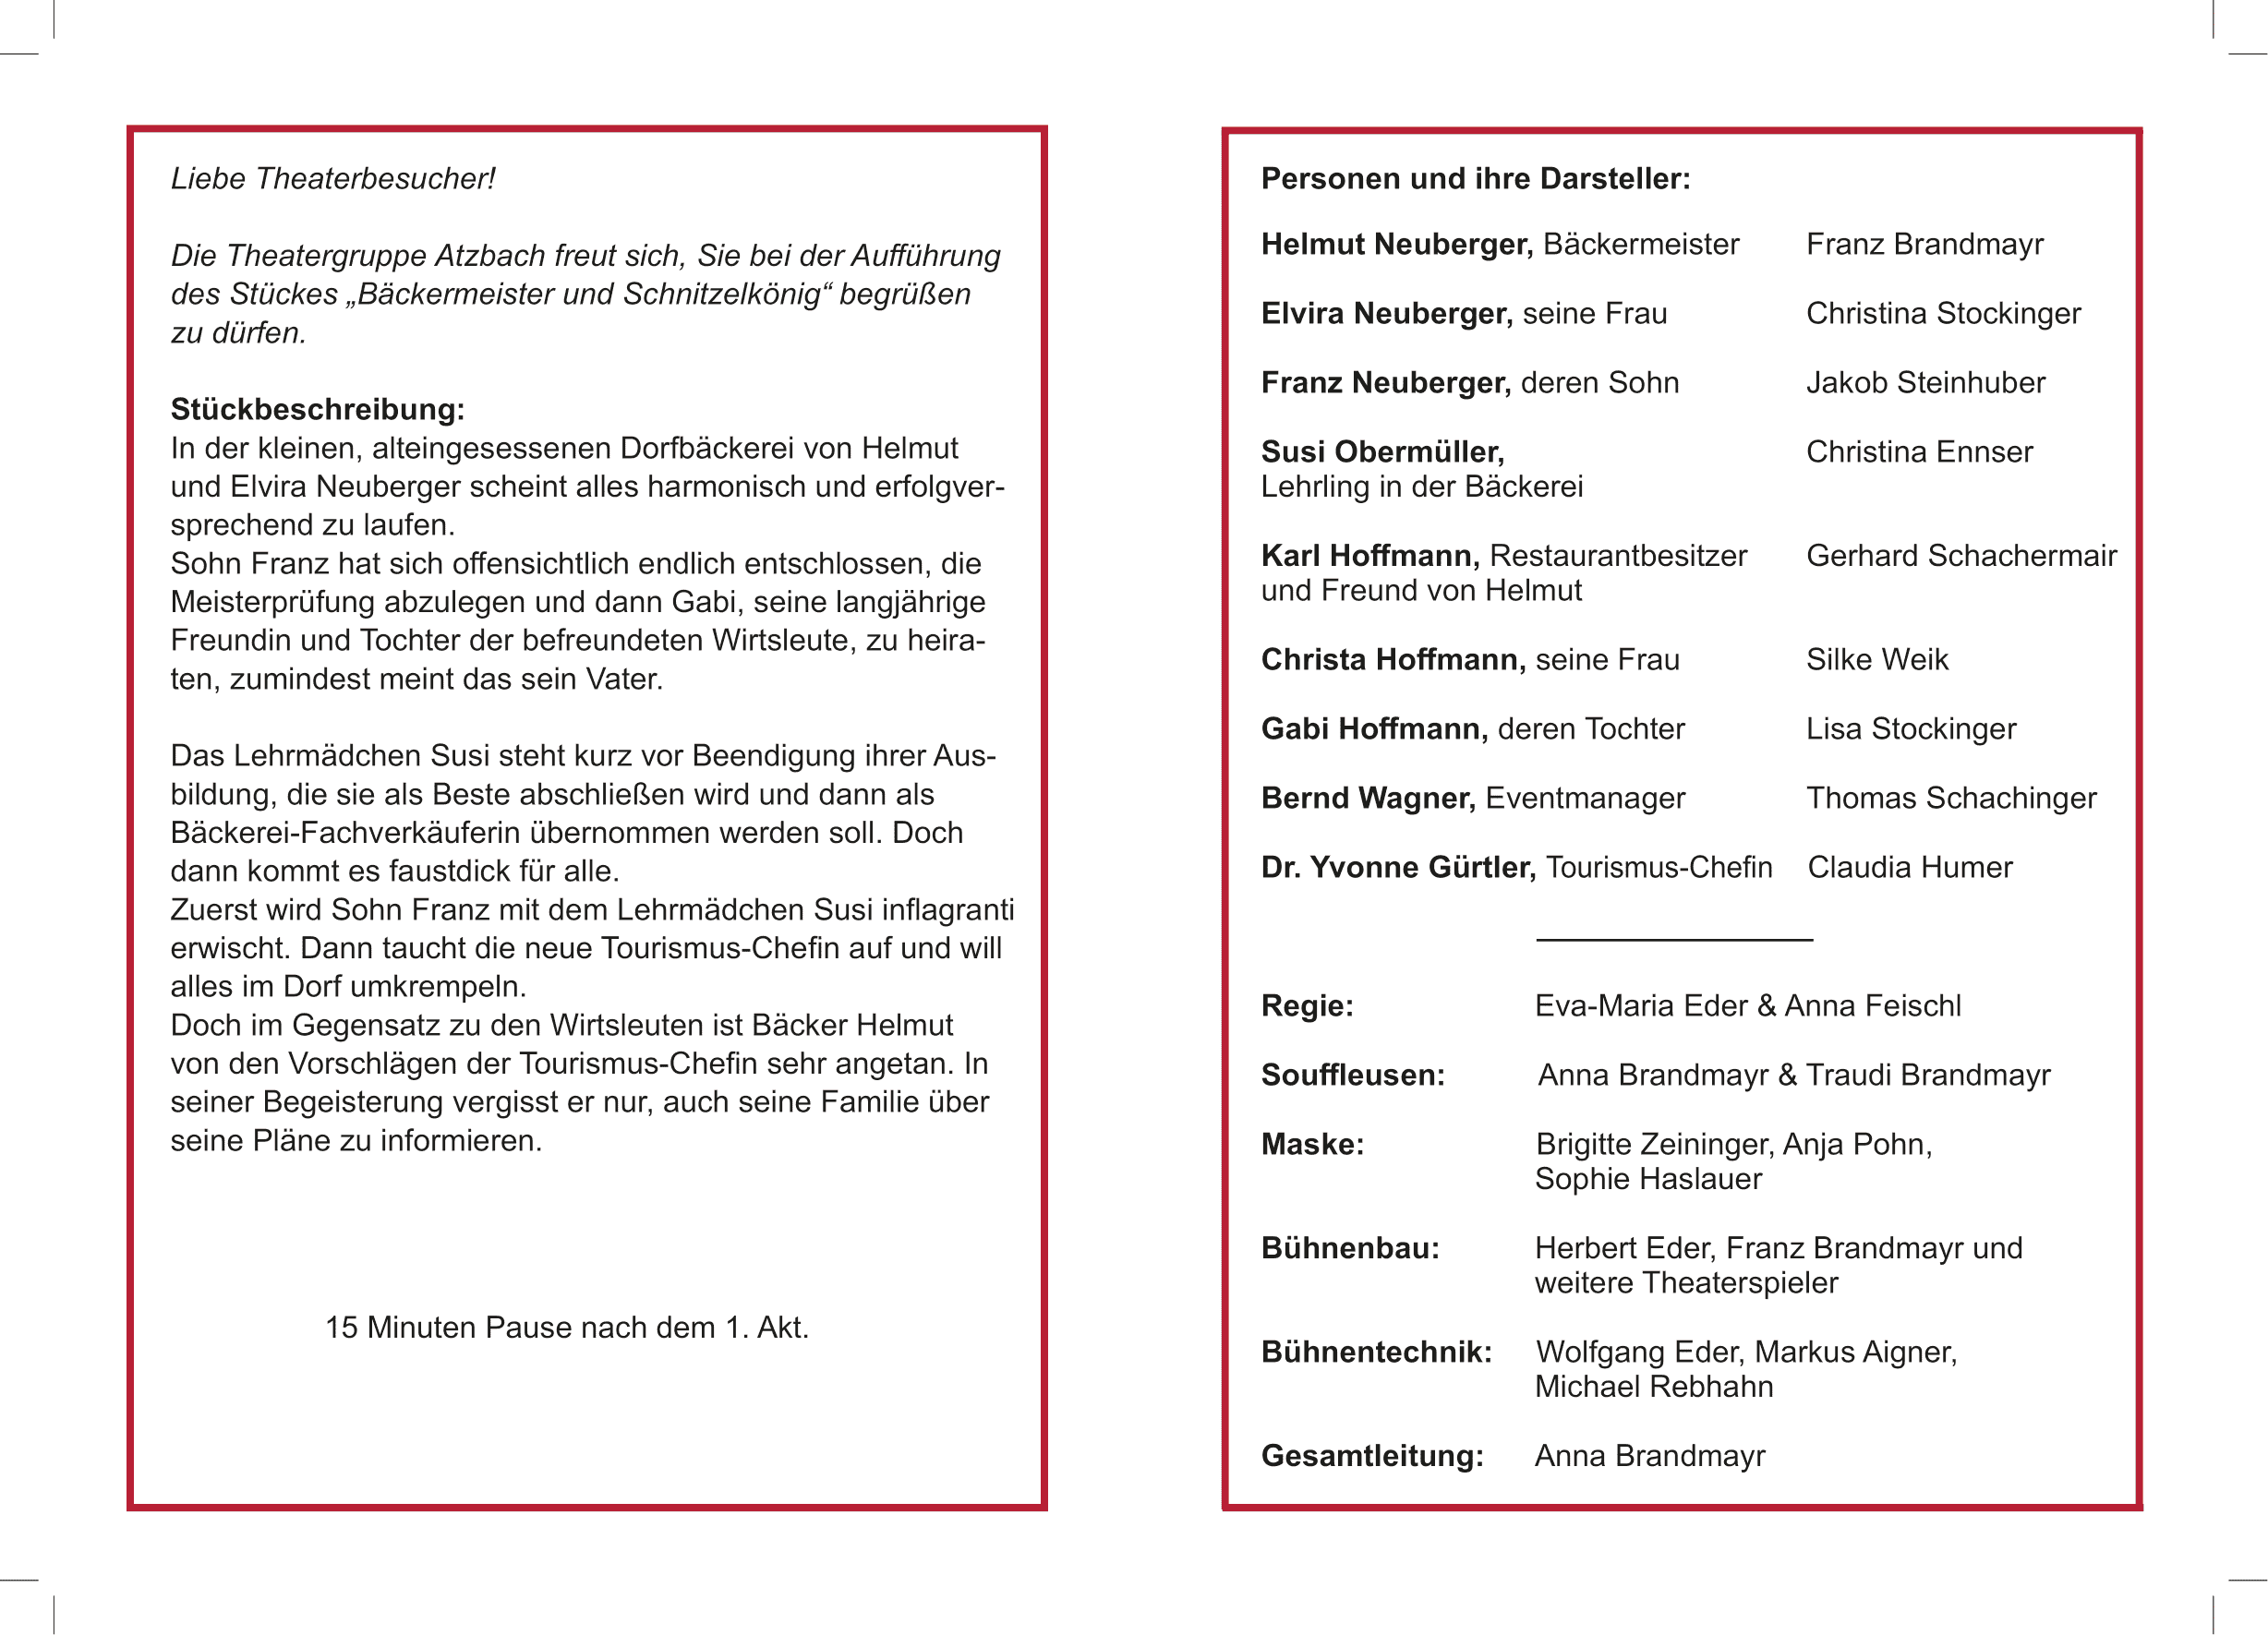 Liebe Theaterbesucher!
Die Theatergruppe Atzbach freut sich, Sie bei der Aufführung
des Stückes „Bäckermeister und Schnitzelkönig“ begrüßen
zu dürfen.
Stückbeschreibung:
In der kleinen, alteingesessenen Dorfbäckerei von Helmut
und Elvira Neuberger scheint alles harmonisch und erfolgver-
sprechend zu laufen.
Sohn Franz hat sich offensichtlich endlich entschlossen, die
Meisterprüfung abzulegen und dann Gabi, seine langjährige
Freundin und Tochter der befreundeten Wirtsleute, zu heira-
ten, zumindest meint das sein Vater.
Das Lehrmädchen Susi steht kurz vor Beendigung ihrer Aus-
bildung, die sie als Beste abschließen wird und dann als
Bäckerei-Fachverkäuferin übernommen werden soll. Doch
dann kommt es faustdick für alle.
Zuerst wird Sohn Franz mit dem Lehrmädchen Susi inflagranti
erwischt. Dann taucht die neue Tourismus-Chefin auf und will
alles im Dorf umkrempeln.
Doch im Gegensatz zu den Wirtsleuten ist Bäcker Helmut
von den Vorschlägen der Tourismus-Chefin sehr angetan. In
seiner Begeisterung vergisst er nur, auch seine Familie über
seine Pläne zu informieren.
15 Minuten Pause nach dem 1. Akt.
Personen und ihre Darsteller:
Helmut Neuberger, Bäckermeister Franz Brandmayr
Elvira Neuberger, seine Frau Christina Stockinger
Franz Neuberger, deren Sohn Jakob Steinhuber
Susi Obermüller, Christina Ennser
Lehrling in der Bäckerei
Karl Hoffmann, Restaurantbesitzer Gerhard Schachermair
und Freund von Helmut
Christa Hoffmann, seine Frau Silke Weik
Gabi Hoffmann, deren Tochter Lisa Stockinger
Bernd Wagner, Eventmanager Thomas Schachinger
Dr. Yvonne Gürtler, Tourismus-Chefin Claudia Humer
Regie: Eva-Maria Eder & Anna Feischl
Souffleusen: Anna Brandmayr & Traudi Brandmayr
Maske: Brigitte Zeininger, Anja Pohn,
Sophie Haslauer
Bühnenbau: Herbert Eder, Franz Brandmayr und
weitere Theaterspieler
Bühnentechnik: Wolfgang Eder, Markus Aigner,
Michael Rebhahn
Gesamtleitung: Anna Brandmayr